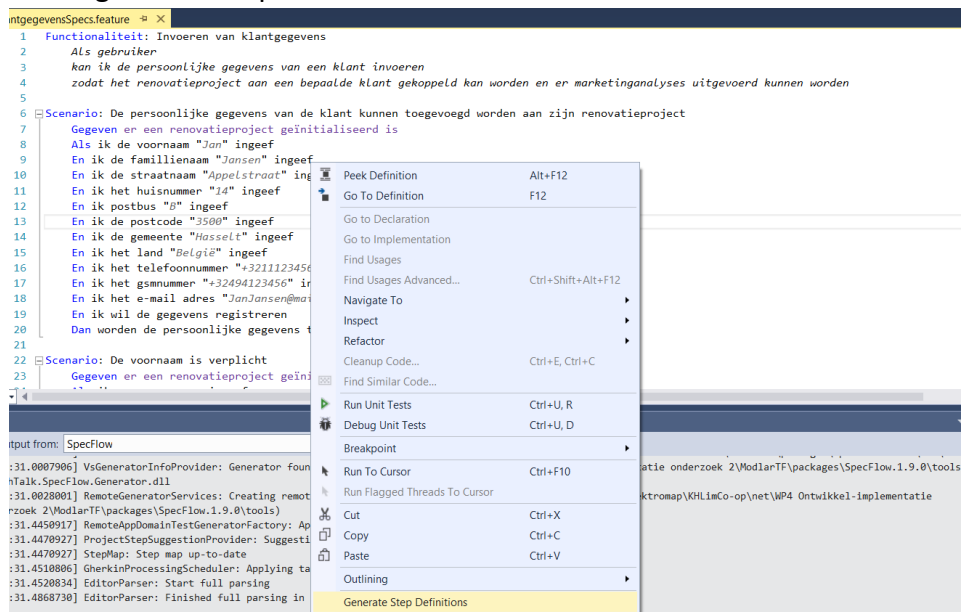 ntgegevensSpecs.feature
1 Functionaliteit: Invoeren van klantgegevens
2 Als gebruiker
3 kan ik de persoonlijke gegevens van een klant invoeren
4 zodat het renovatieproject aan een bepaalde klant gekoppeld kan worden en er marketinganalyses uitgevoerd kunnen worden
5
6 Scenario: De persoonlijke gegevens van de klant kunnen toegevoegd worden aan zijn renovatieproject
7 Gegeven er een renovatieproject geïnitialiseerd is
8 Als ik de voornaam "Jan" ingeef
9 En ik de famillienaam "Jansen" ingeef
10 En ik de straatnaam "Appelstraat" ing
11 En ik het huisnummer "14" ingeef
12 En ik postbus "B" ingeef
13 En ik de postcode "3500" ingeef
14 En ik de gemeente "Hasselt" ingeef
15 En ik het land "België" ingeef
16 En ik het telefoonnummer "+3211123456
17 En ik het gsmnummer "+32494123456" in
18 En ik het e-mail adres "JanJansen@mai
19 En ik wil de gegevens registreren
20 Dan worden de persoonlijke gegevens t
21
22 Scenario: De voornaam is verplicht
23 Gegeven er een renovatieproject geïni
Peek Definition Alt+F12
Go To Definition F12
Go to Declaration
Go to Implementation
Find Usages
Find Usages Advanced... Ctrl+Shift+Alt+F12
Navigate To
Inspect
Refactor
Cleanup Code... Ctrl+E, Ctrl+C
Find Similar Code...
Run Unit Tests Ctrl+U, R
Debug Unit Tests Ctrl+U, D
Breakpoint
Run To Cursor Ctrl+F10
Run Flagged Threads To Cursor
Cut Ctrl+X
Copy Ctrl+C
Paste Ctrl+V
Outlining
Generate Step Definitions
tput from: SpecFlow
:31.0007906] VsGeneratorInfoProvider: Generator foun atie onderzoek 2\ModlarTF\packages\SpecFlow.1.9.0\tools
hTalk.SpecFlow.Generator.dll
:31.0028001] RemoteGeneratorServices: Creating remot ektromap\KHLimCo-op\net\WP4 Ontwikkel-implementatie
rzoek 2\ModlarTF\packages\SpecFlow.1.9.0\tools)
:31.4450917] RemoteAppDomainTestGeneratorFactory: Ap
:31.4470927] ProjectStepSuggestionProvider: Suggesti
:31.4470927] StepMap: Step map up-to-date
:31.4510806] GherkinProcessingScheduler: Applying ta
:31.4520834] EditorParser: Start full parsing
:31.4868730] EditorParser: Finished full parsing in